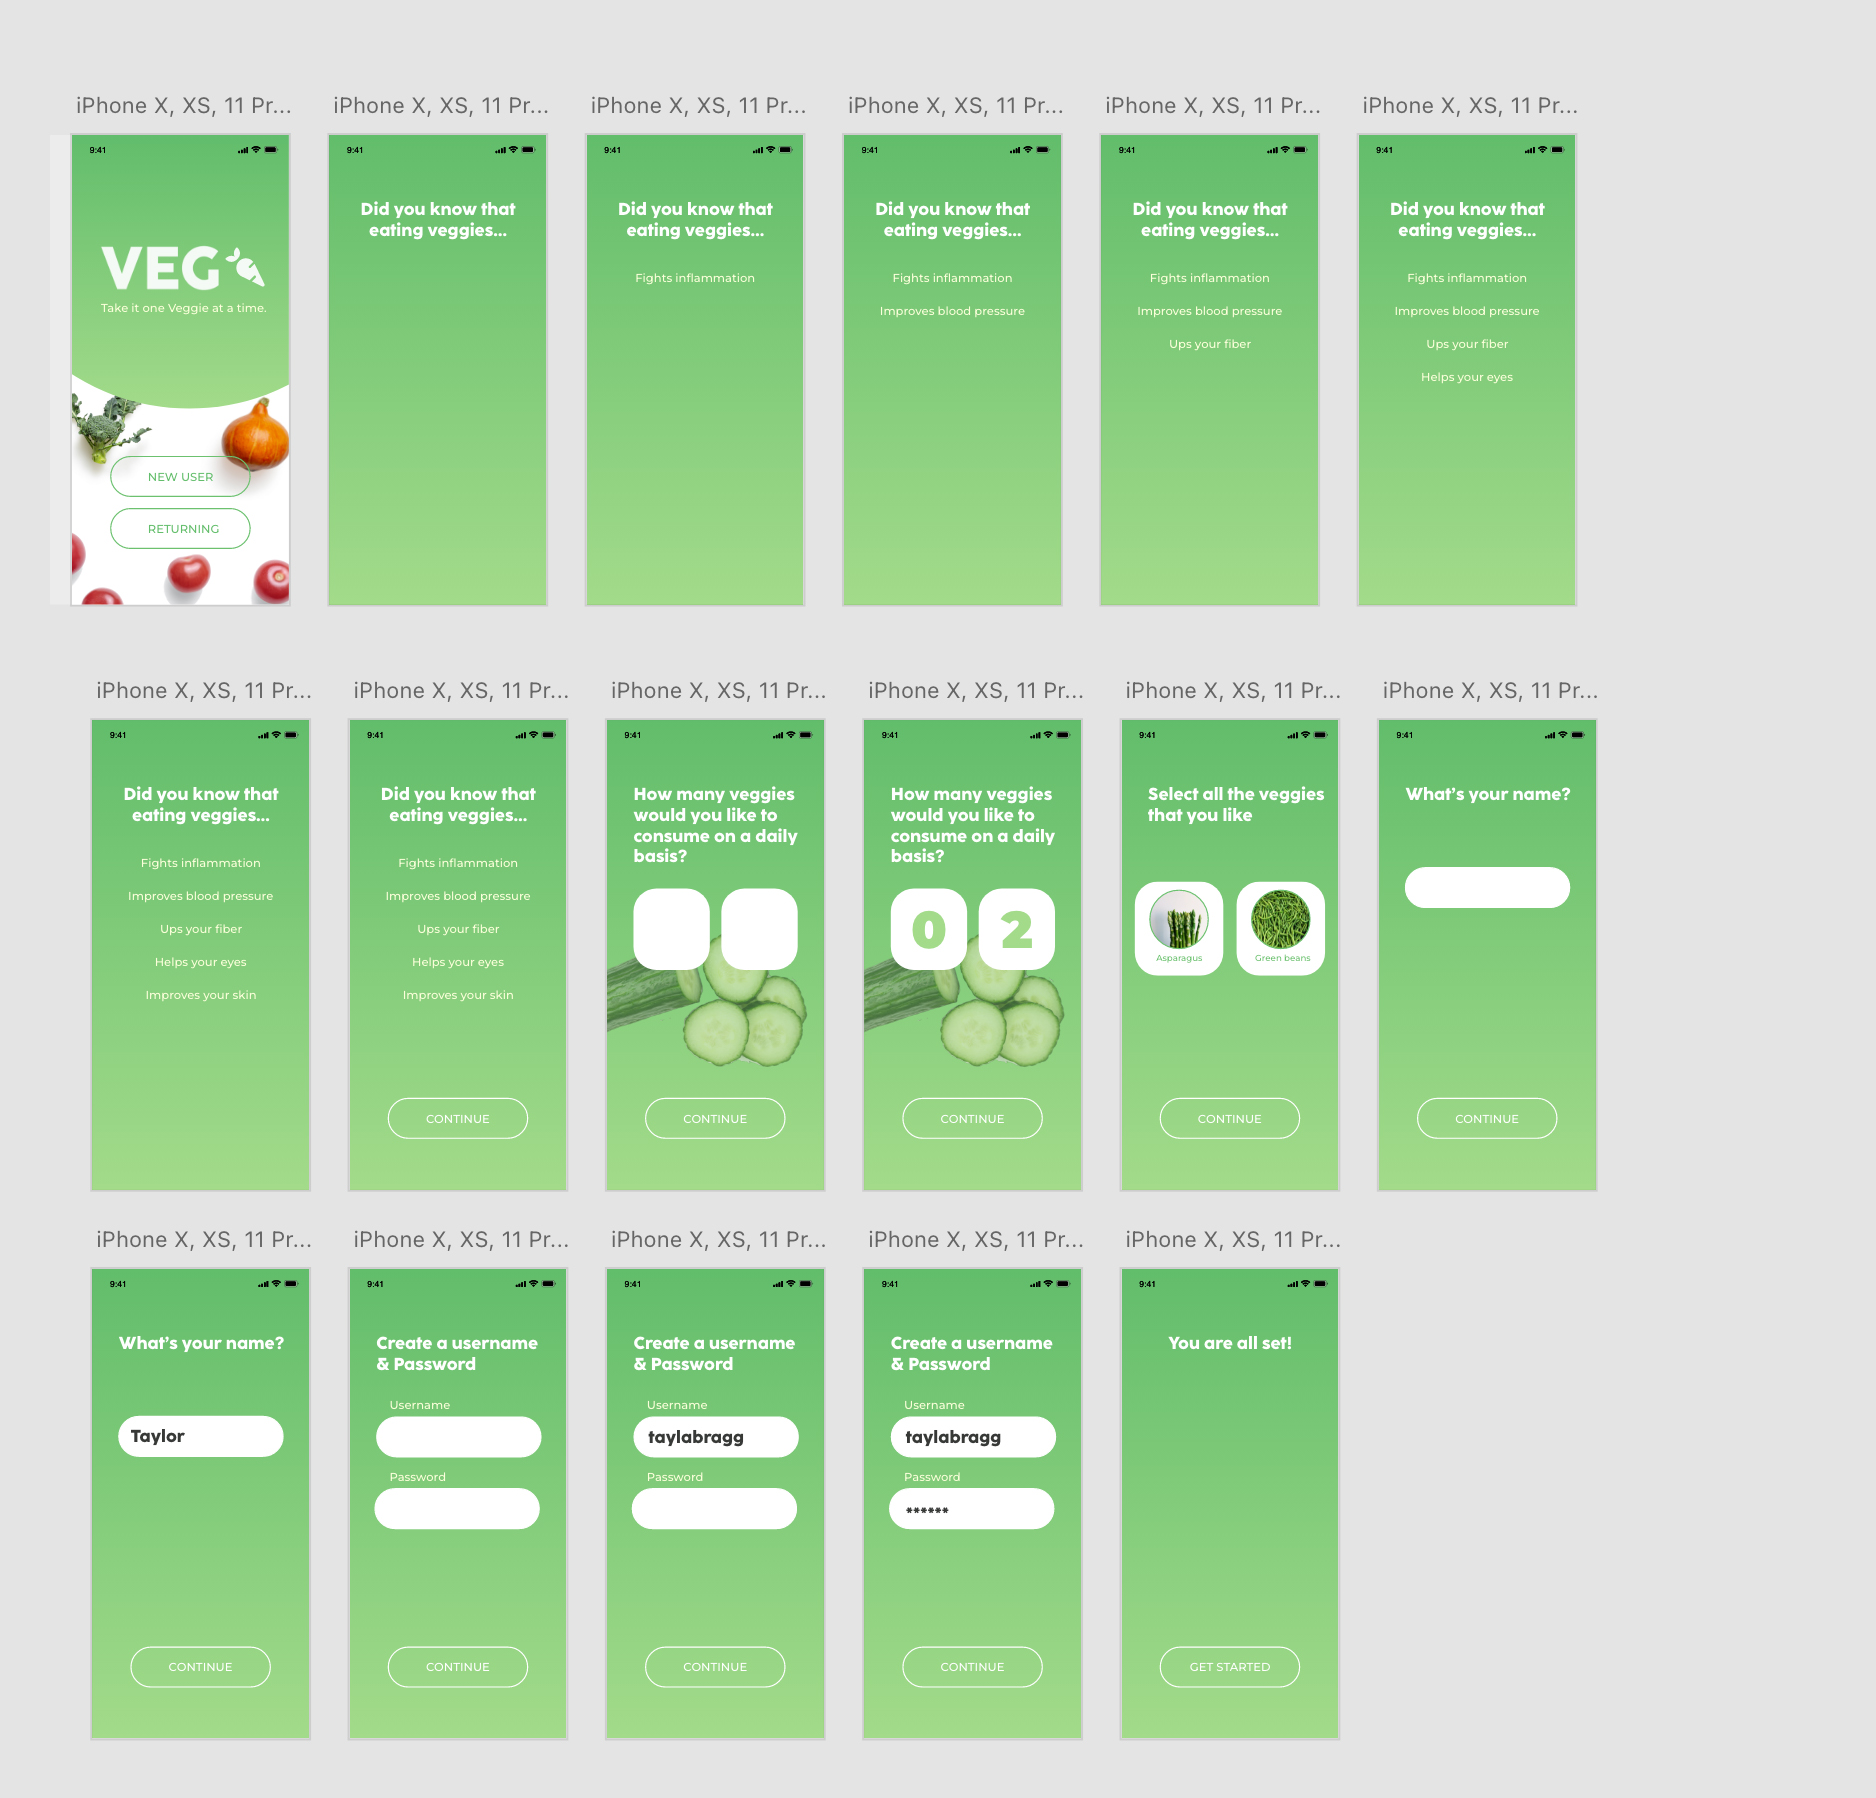 iPhone X, XS, 11 Pr...
9:41
VEG
Take it one Veggie at a time.
NEW USER
RETURNING
iPhone X, XS, 11 Pr...
9:41
Did you know that
eating veggies...
iPhone X, XS, 11 Pr...
9:41
Did you know that
eating veggies...
Fights inflammation
iPhone X, XS, 11 Pr...
9:41
Did you know that
eating veggies...
Fights inflammation
Improves blood pressure
iPhone X, XS, 11 Pr...
9:41
Did you know that
eating veggies...
Fights inflammation
Improves blood pressure
Ups your fiber
iPhone X, XS, 11 Pr...
9:41
Did you know that
eating veggies...
Fights inflammation
Improves blood pressure
Ups your fiber
Helps your eyes
iPhone X, XS, 11 Pr...
9:41
Did you know that
eating veggies...
Fights inflammation
Improves blood pressure
Ups your fiber
Helps your eyes
Improves your skin
iPhone X, XS, 11 Pr...
9:41
Did you know that
eating veggies...
Fights inflammation
Improves blood pressure
Ups your fiber
Helps your eyes
Improves your skin
CONTINUE
iPhone X, XS, 11 Pr...
9:41
How many veggies
would you like to
consume on a daily
basis?
CONTINUE
iPhone X, XS, 11 Pr...
9:41
How many veggies
would you like to
consume on a daily
basis?
0 2
CONTINUE
iPhone X, XS, 11 Pr...
9:41
Select all the veggies
that you like
Asparagus
Green beans
CONTINUE
iPhone X, XS, 11 Pr...
9:41
What's your name?
CONTINUE
iPhone X, XS, 11 Pr...
9:41
What's your name?
Taylor
CONTINUE
iPhone X, XS, 11 Pr...
9:41
Create a username
& Password
Username
Password
CONTINUE
iPhone X, XS, 11 Pr...
9:41
Create a username
& Password
Username
taylabragg
Password
CONTINUE
iPhone X, XS, 11 Pr...
9:41
Create a username
& Password
Username
taylabragg
Password
******
CONTINUE
iPhone X, XS, 11 Pr...
9:41
You are all set!
GET STARTED